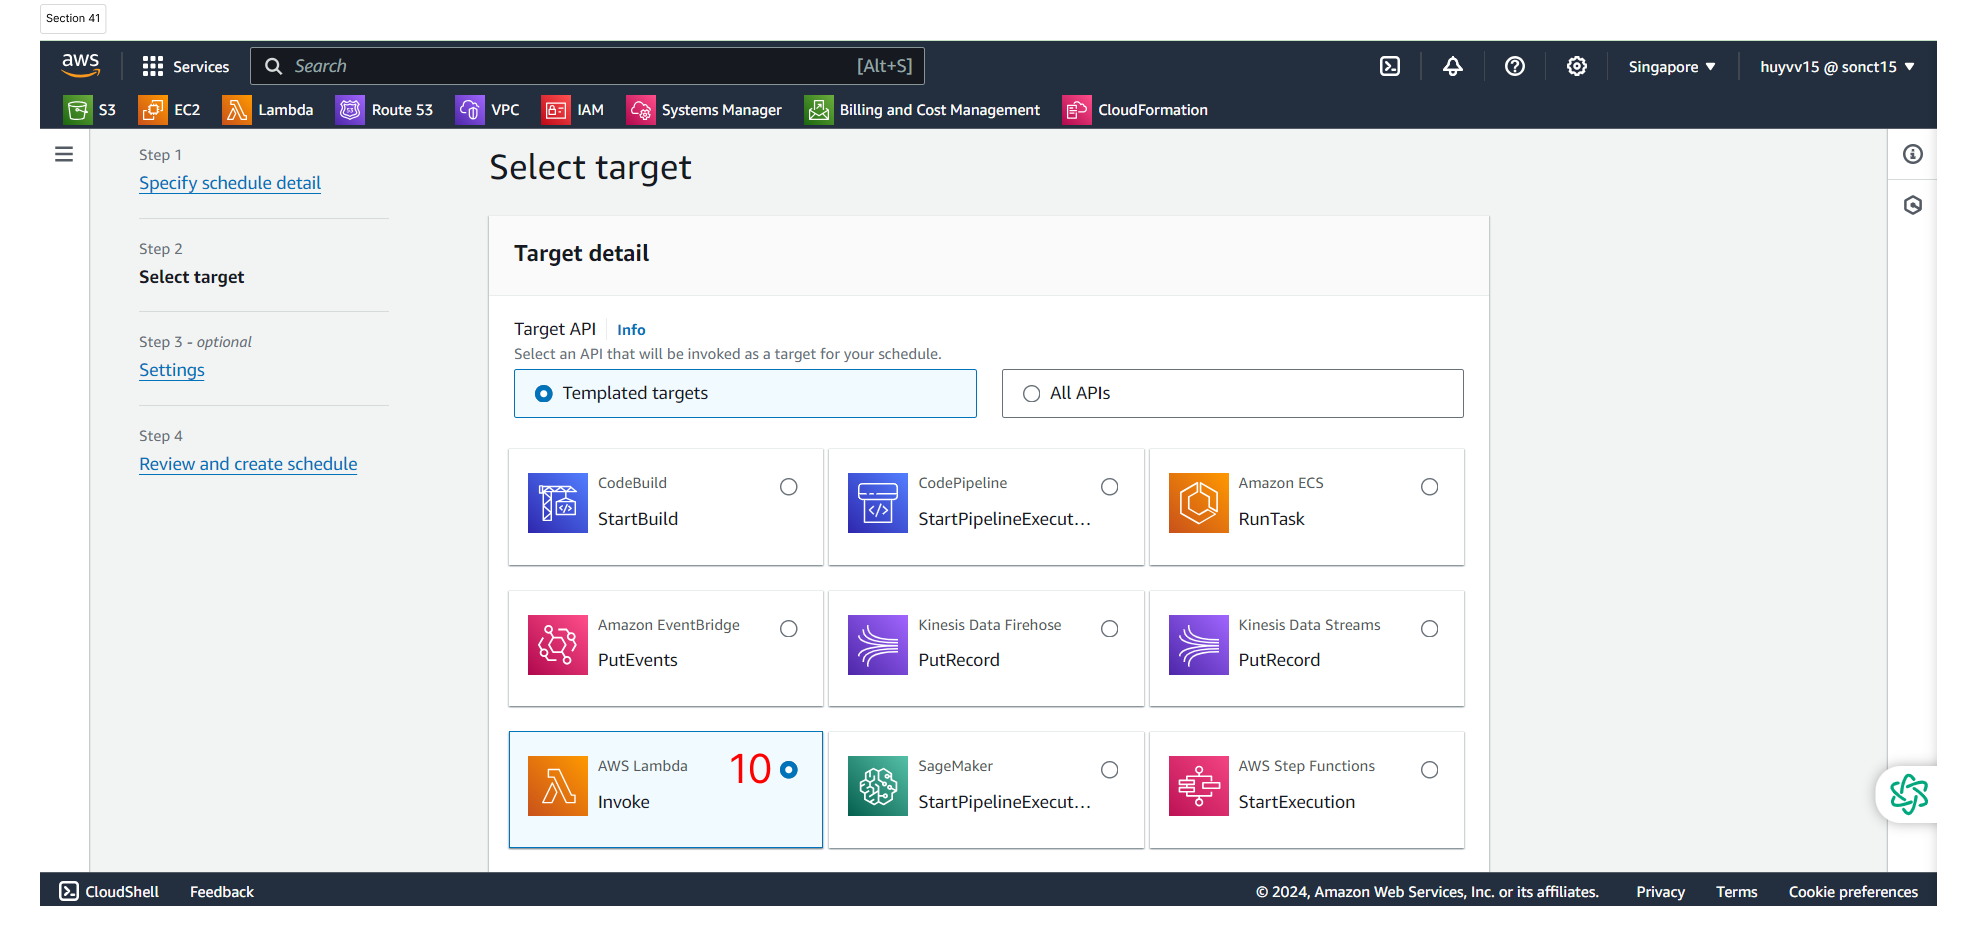 Section 41
aws Services Search [Alt+S] Singapore ▼ huyvv15 @ sonct15 ▼
S3 EC2 Lambda Route 53 VPC IAM Systems Manager Billing and Cost Management CloudFormation
Step 1
Specify schedule detail
Step 2
Select target
Step 3 - optional
Settings
Step 4
Review and create schedule
Select target
Target detail
Target API Info
Select an API that will be invoked as a target for your schedule.
Templated targets All APIs
CodeBuild
StartBuild
CodePipeline
StartPipelineExecut...
Amazon ECS
RunTask
Amazon EventBridge
PutEvents
Kinesis Data Firehose
PutRecord
Kinesis Data Streams
PutRecord
AWS Lambda
Invoke
10
SageMaker
StartPipelineExecut...
AWS Step Functions
StartExecution
CloudShell Feedback © 2024, Amazon Web Services, Inc. or its affiliates. Privacy Terms Cookie preferences